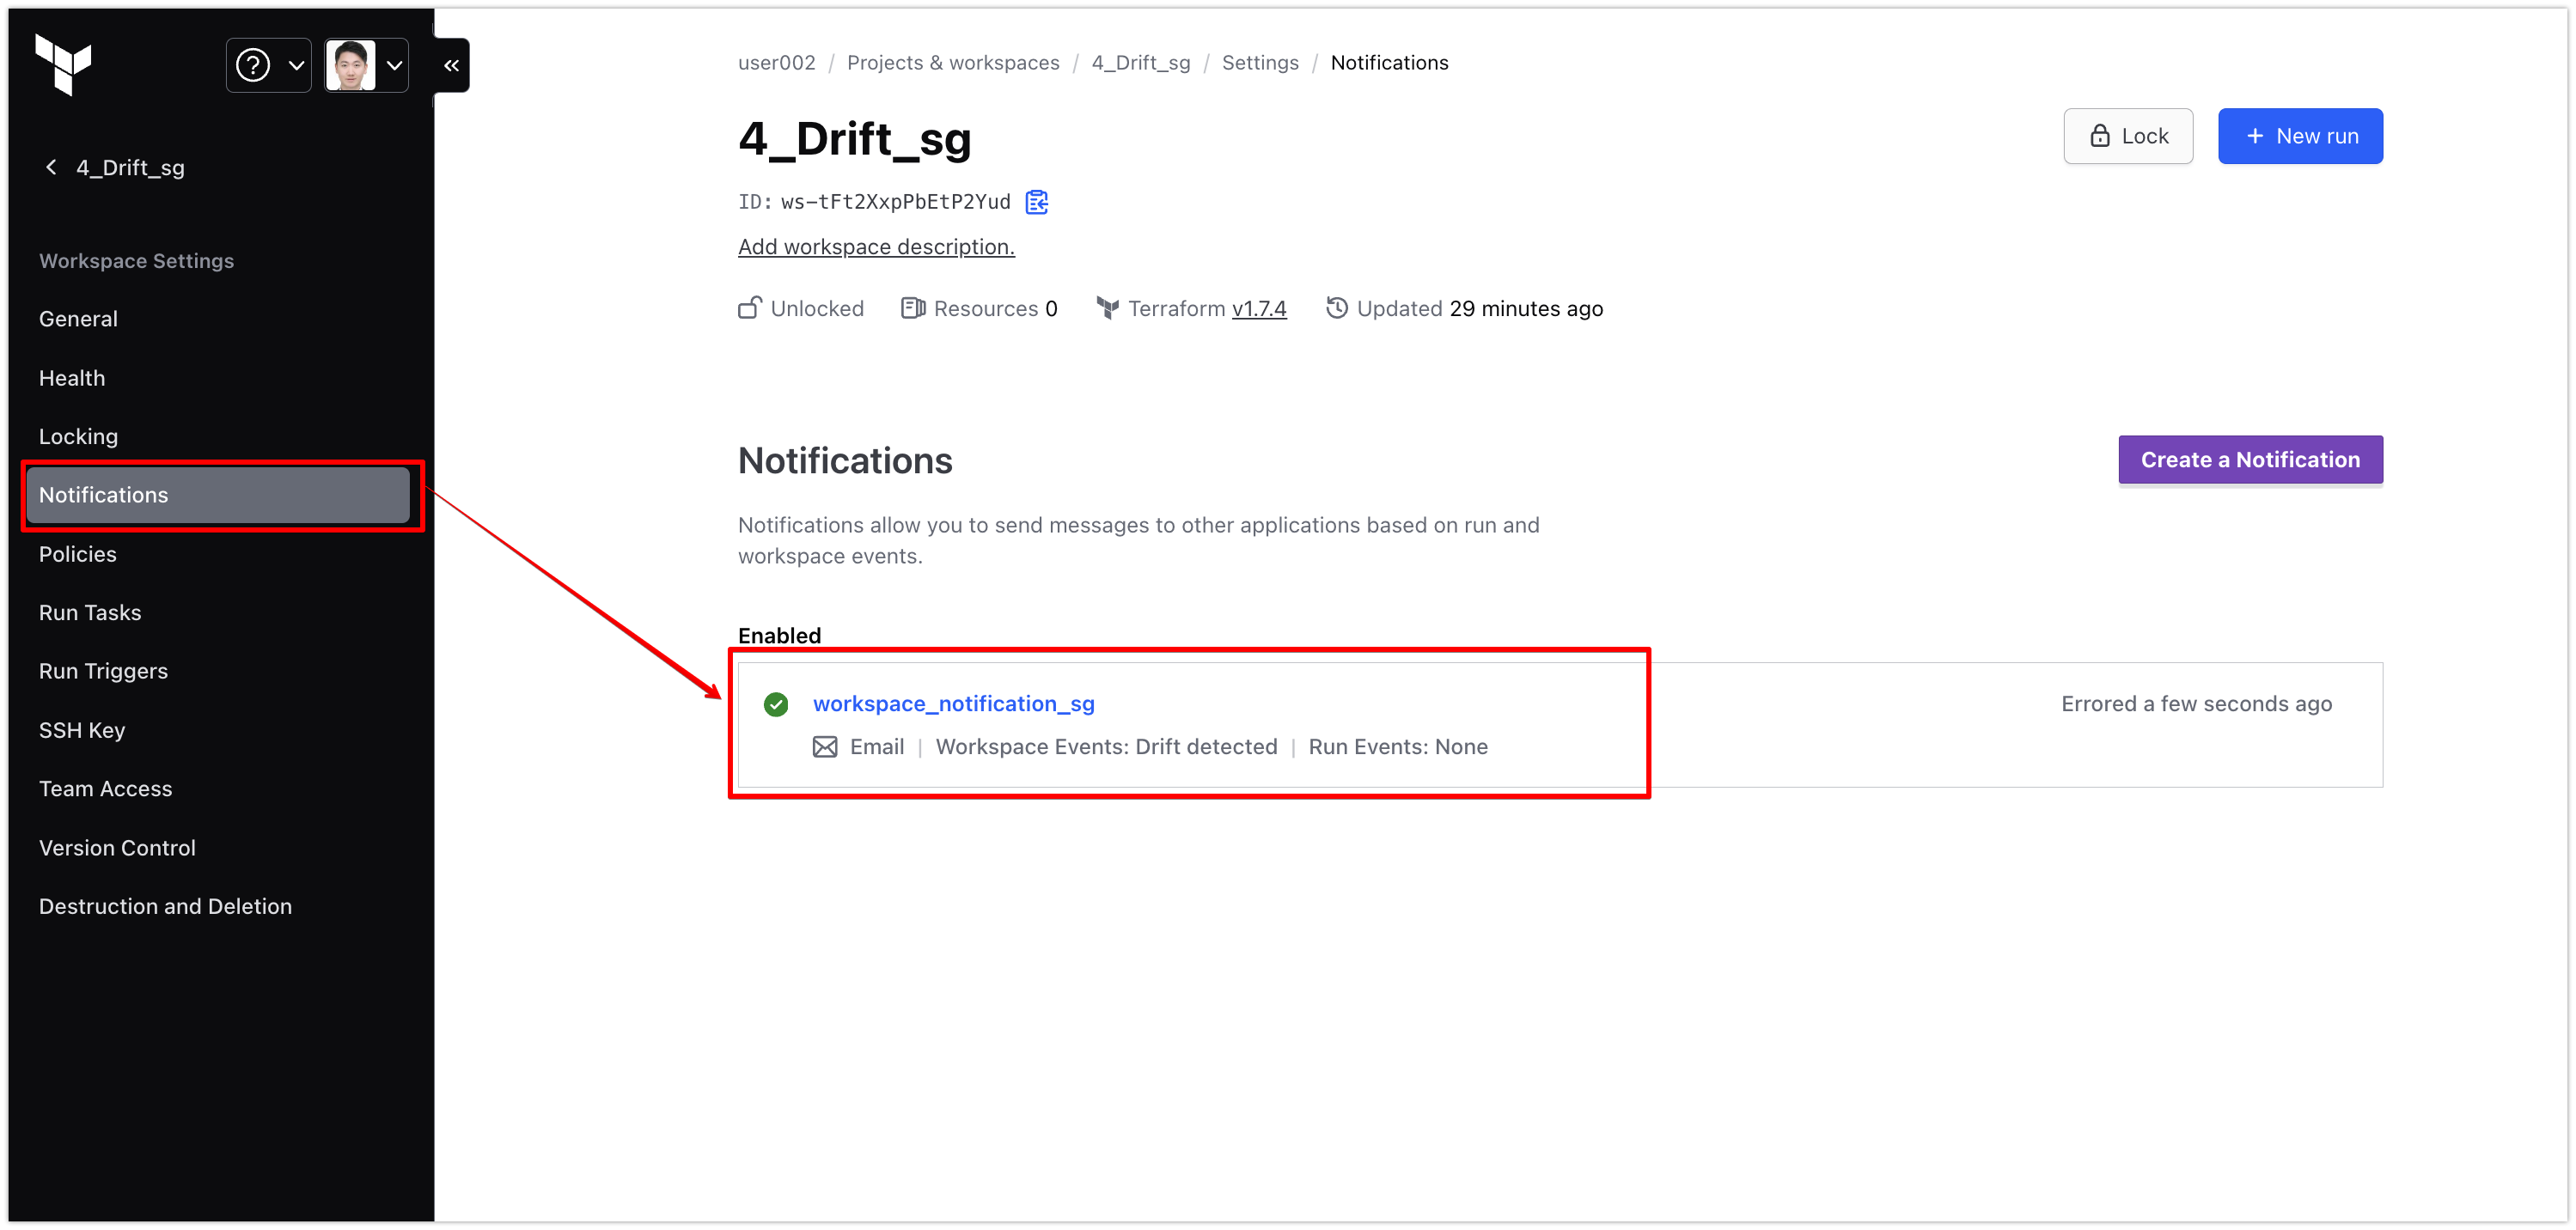 4_Drift_sg
Workspace Settings
General
Health
Locking
Notifications
Policies
Run Tasks
Run Triggers
SSH Key
Team Access
Version Control
Destruction and Deletion
user002 / Projects & workspaces / 4_Drift_sg / Settings / Notifications
4_Drift_sg
Lock
+ New run
ID: ws-tFt2XxpPbEtP2Yud
Add workspace description.
Unlocked Resources 0 Terraform v1.7.4 Updated 29 minutes ago
Notifications
Create a Notification
Notifications allow you to send messages to other applications based on run and
workspace events.
Enabled
workspace_notification_sg
Errored a few seconds ago
Email | Workspace Events: Drift detected | Run Events: None